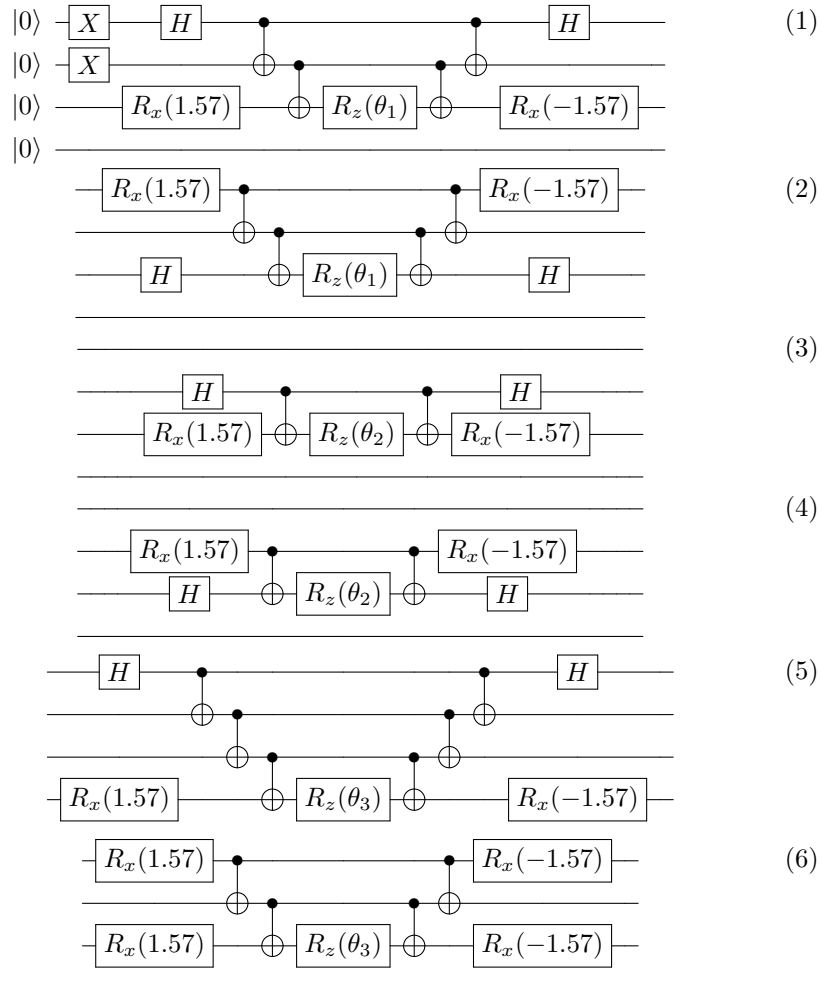 |0⟩ X H H (1)
|0⟩ X
|0⟩ Rx(1.57) Rz(θ1) Rx(−1.57)
|0⟩
Rx(1.57) Rx(−1.57) (2)
H Rz(θ1) H
(3)
H H
Rx(1.57) Rz(θ2) Rx(−1.57)
(4)
Rx(1.57) Rx(−1.57)
H Rz(θ2) H
H H (5)
Rx(1.57) Rz(θ3) Rx(−1.57)
Rx(1.57) Rx(−1.57) (6)
Rx(1.57) Rz(θ3) Rx(−1.57)